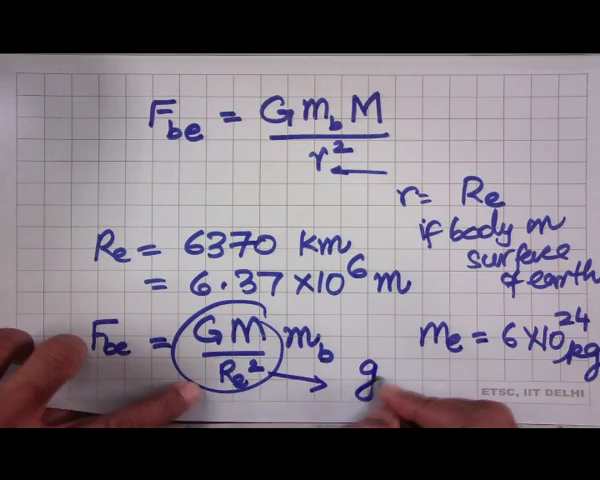 F_be = G m_b M / r²
r = Re
if body on
surface
of earth
Re = 6370 km
= 6.37 × 10⁶ m
F_be = GM / Re² m_b → g
Me = 6 × 10²⁴ kg
ETSC, IIT DELHI